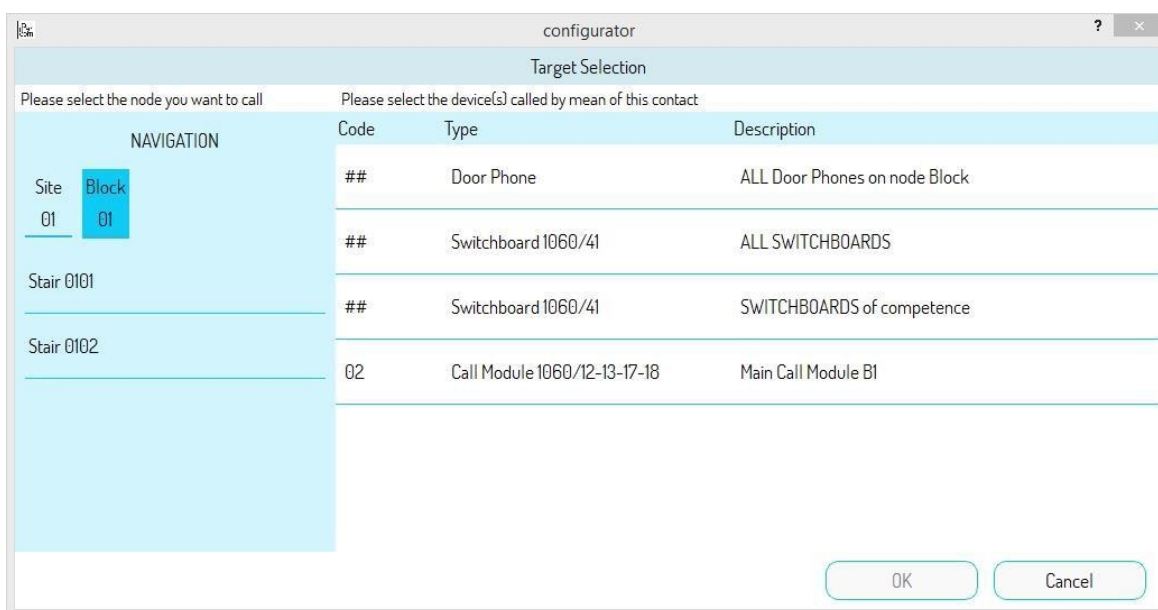 configurator ?
Target Selection
Please select the node you want to call
Please select the device(s) called by mean of this contact
NAVIGATION
Site Block
01 01
Stair 0101
Stair 0102
Code Type Description
## Door Phone ALL Door Phones on node Block
## Switchboard 1060/41 ALL SWITCHBOARDS
## Switchboard 1060/41 SWITCHBOARDS of competence
02 Call Module 1060/12-13-17-18 Main Call Module B1
OK Cancel